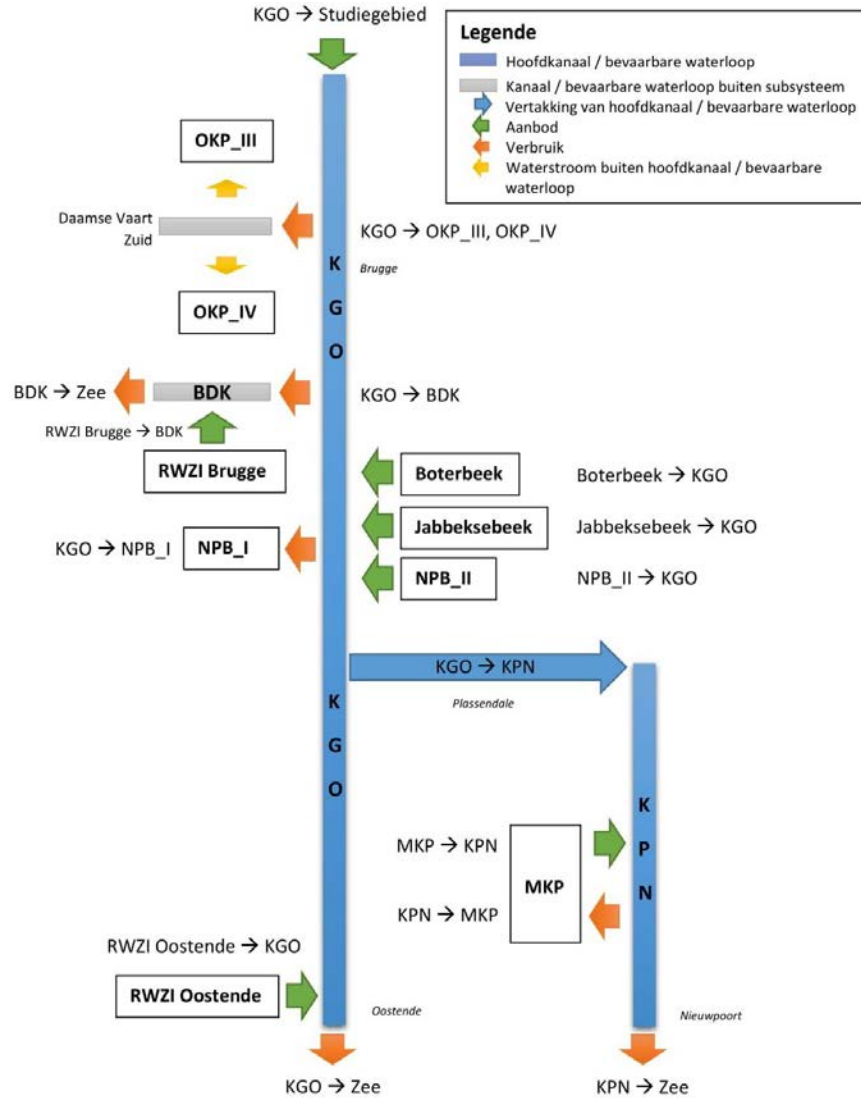 KGO → Studiegebied
Legende
Hoofdkanaal / bevaarbare waterloop
Kanaal / bevaarbare waterloop buiten subsysteem
Vertakking van hoofdkanaal / bevaarbare waterloop
Aanbod
Verbruik
Waterstroom buiten hoofdkanaal / bevaarbare
waterloop
OKP_III
Daamse Vaart
Zuid
KGO → OKP_III, OKP_IV
Brugge
K
G
O
OKP_IV
BDK → Zee
BDK
KGO → BDK
RWZI Brugge → BDK
RWZI Brugge
Boterbeek
Boterbeek → KGO
Jabbeksebeek
Jabbeksebeek → KGO
KGO → NPB_I
NPB_I
NPB_II
NPB_II → KGO
KGO → KPN
Plassendale
K
G
O
K
P
N
MKP → KPN
MKP
KPN → MKP
RWZI Oostende → KGO
RWZI Oostende
Oostende
Nieuwpoort
KGO → Zee
KPN → Zee